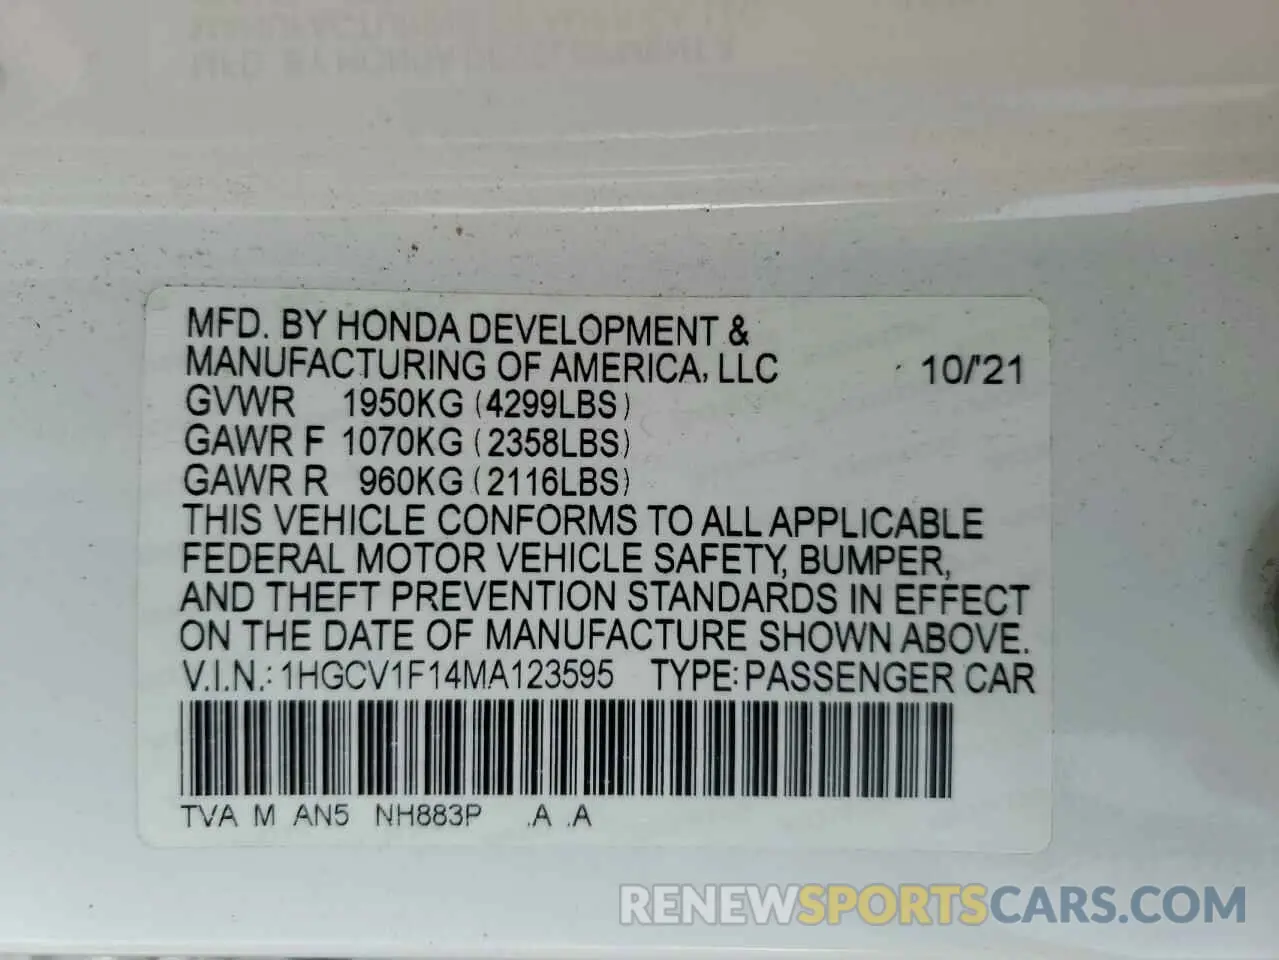 MFD. BY HONDA DEVELOPMENT &
MANUFACTURING OF AMERICA, LLC 10/'21
GVWR 1950KG (4299LBS)
GAWR F 1070KG (2358LBS)
GAWR R 960KG (2116LBS)
THIS VEHICLE CONFORMS TO ALL APPLICABLE
FEDERAL MOTOR VEHICLE SAFETY, BUMPER,
AND THEFT PREVENTION STANDARDS IN EFFECT
ON THE DATE OF MANUFACTURE SHOWN ABOVE.
V.I.N.: 1HGCV1F14MA123595 TYPE: PASSENGER CAR
TVA M AN5 NH883P .A .A
RENEWSPORTSCARS.COM